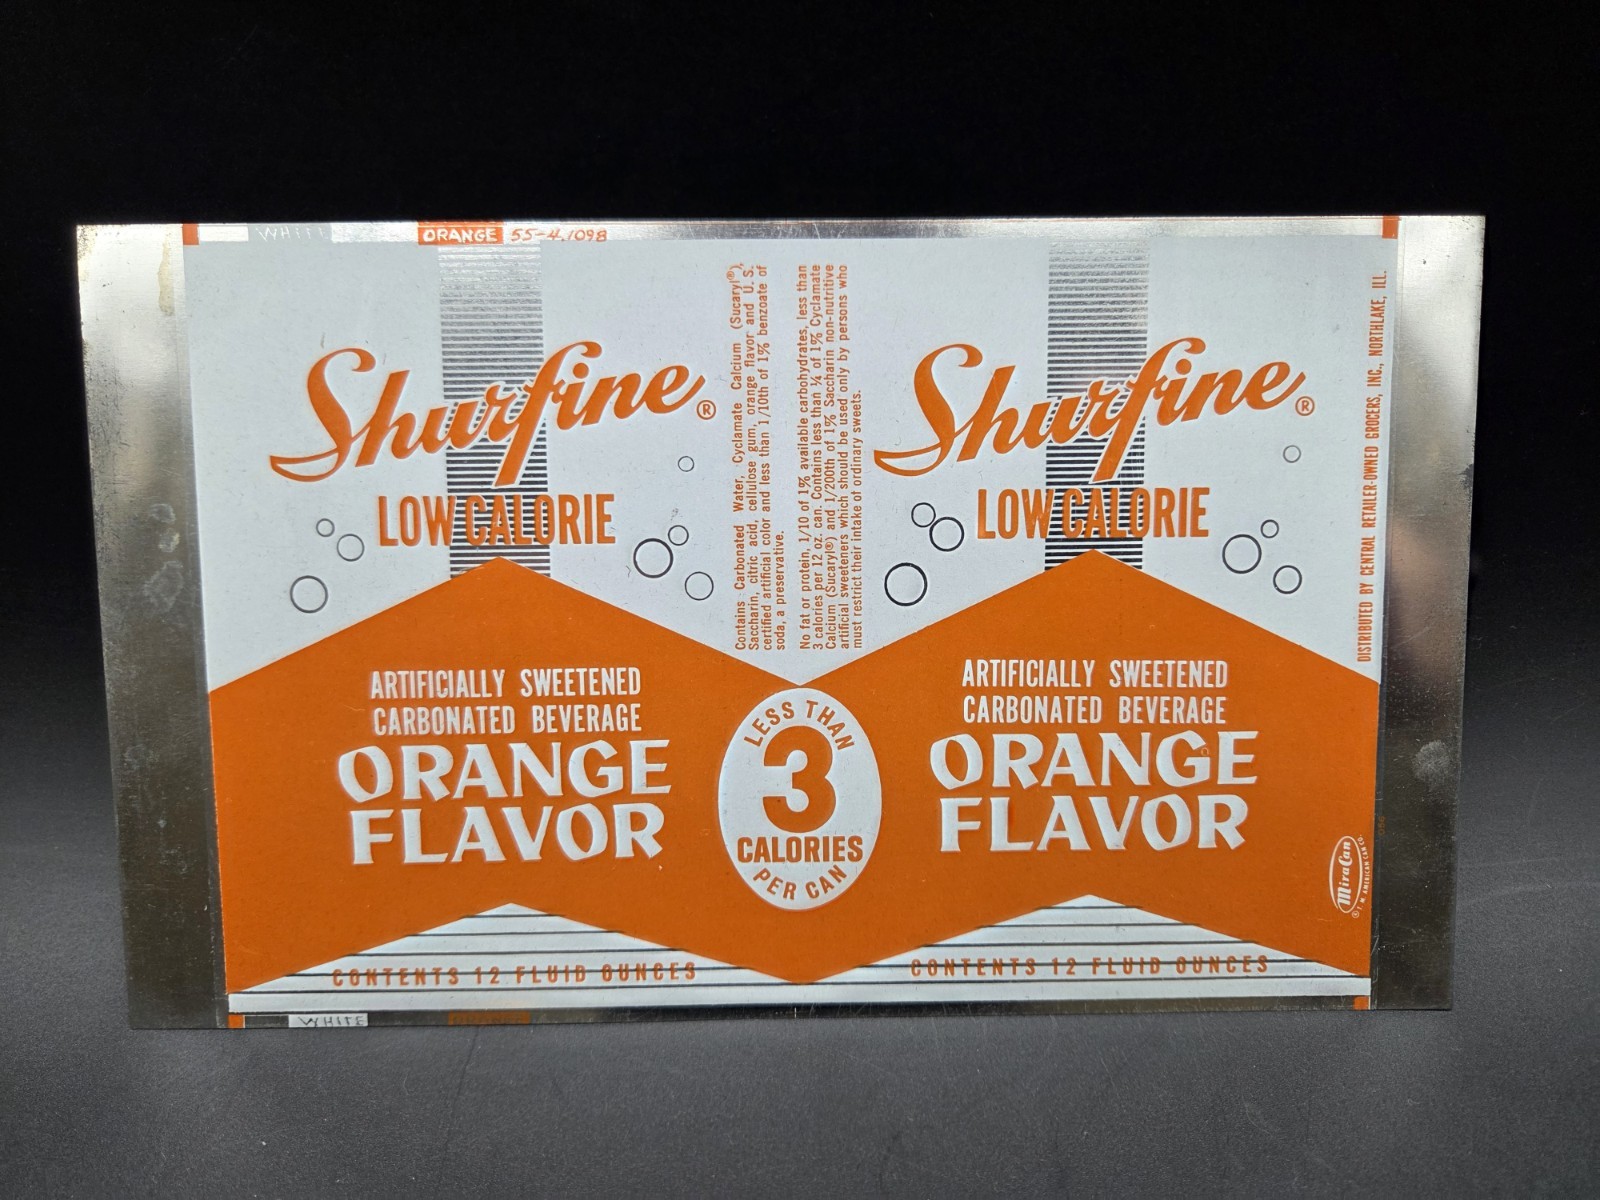 WHITE
ORANGE 55-4.1098
Shurfine®
LOW CALORIE
ARTIFICIALLY SWEETENED
CARBONATED BEVERAGE
ORANGE
FLAVOR
CONTENTS 12 FLUID OUNCES
Contains Carbonated Water, Cyclamate Calcium (Sucaryl®),
Saccharin, citric acid, cellulose gum, orange flavor and U. S.
certified artificial color and less than 1/10th of 1% benzoate of
soda, a preservative.
No fat or protein, 1/10 of 1% available carbohydrates, less than
3 calories per 12 oz. can. Contains less than ¼ of 1% Cyclamate
Calcium (Sucaryl®) and 1/200th of 1% Saccharin non-nutritive
artificial sweeteners which should be used only by persons who
must restrict their intake of ordinary sweets.
LESS THAN
3
CALORIES
PER CAN
Shurfine®
LOW CALORIE
ARTIFICIALLY SWEETENED
CARBONATED BEVERAGE
ORANGE
FLAVOR
CONTENTS 12 FLUID OUNCES
DISTRIBUTED BY CENTRAL RETAILER-OWNED GROCERS, INC., NORTHLAKE, ILL.
MiraCan
T. M. AMERICAN CAN CO.
WHITE
ORANGE